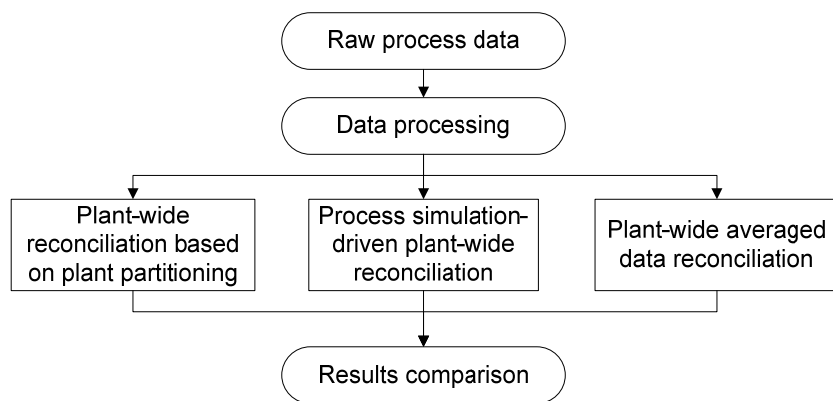 Raw process data
Data processing
Plant-wide
reconciliation based
on plant partitioning
Process simulation-
driven plant-wide
reconciliation
Plant-wide averaged
data reconciliation
Results comparison